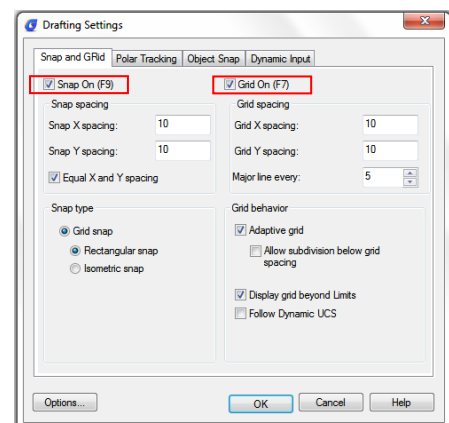 Drafting Settings
Snap and GRid Polar Tracking Object Snap Dynamic Input
Snap On (F9)
Grid On (F7)
Snap spacing
Snap X spacing: 10
Snap Y spacing: 10
Equal X and Y spacing
Grid spacing
Grid X spacing: 10
Grid Y spacing: 10
Major line every: 5
Snap type
Grid snap
Rectangular snap
Isometric snap
Grid behavior
Adaptive grid
Allow subdivision below grid
spacing
Display grid beyond Limits
Follow Dynamic UCS
Options... OK Cancel Help